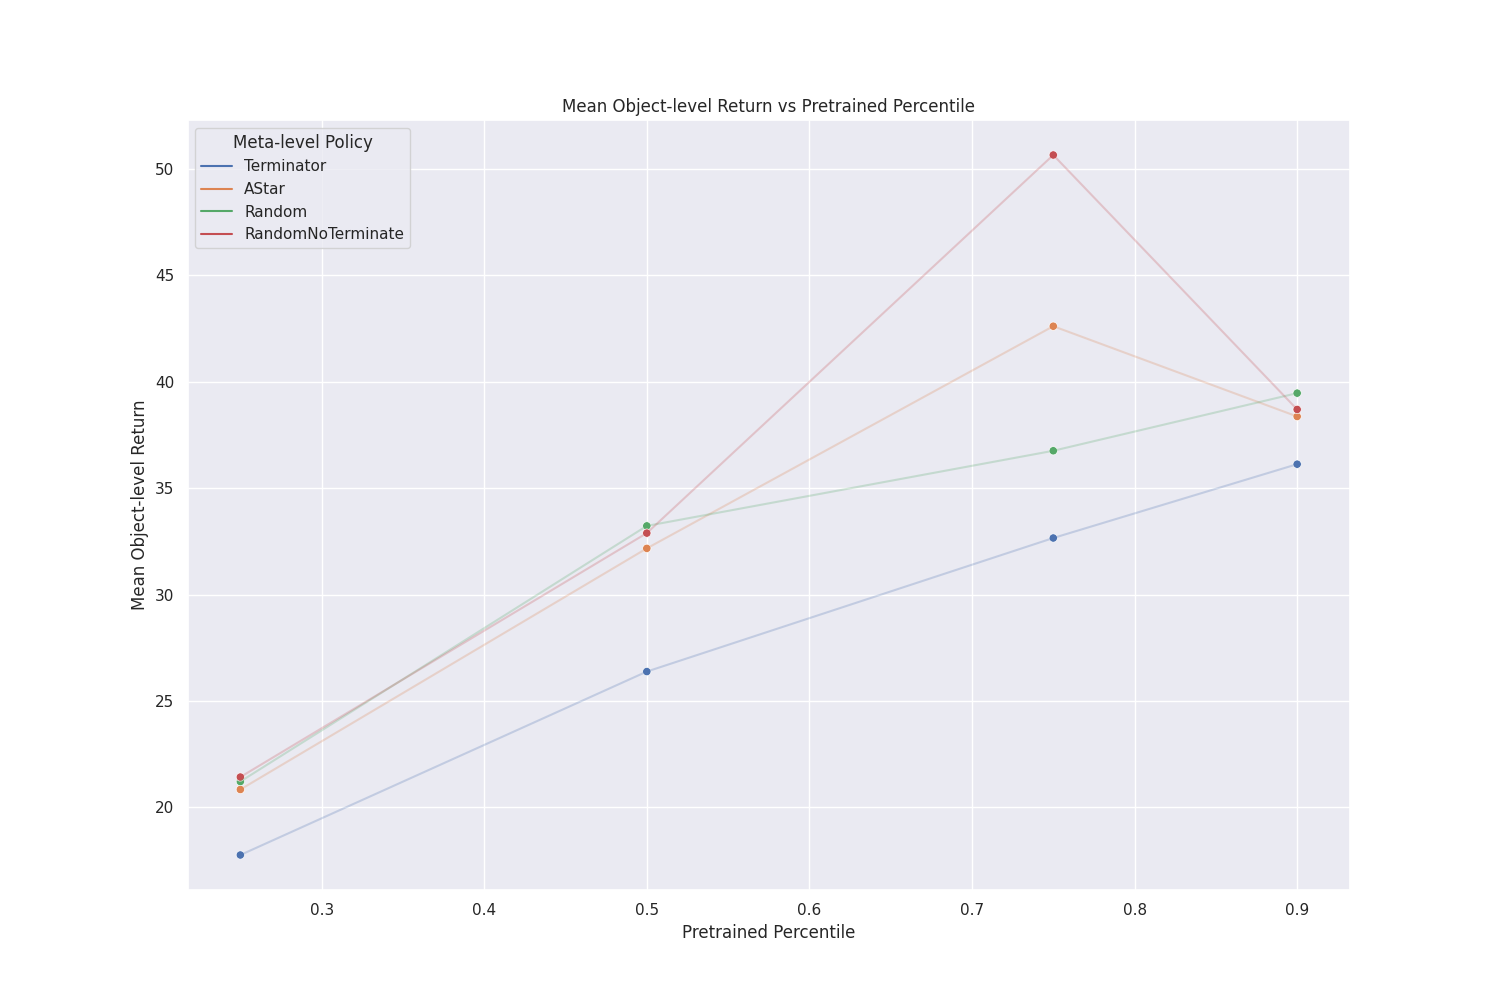 Mean Object-level Return vs Pretrained Percentile
Meta-level Policy
Terminator
AStar
Random
RandomNoTerminate
50
45
40
35
30
25
20
Mean Object-level Return
0.3 0.4 0.5 0.6 0.7 0.8 0.9
Pretrained Percentile